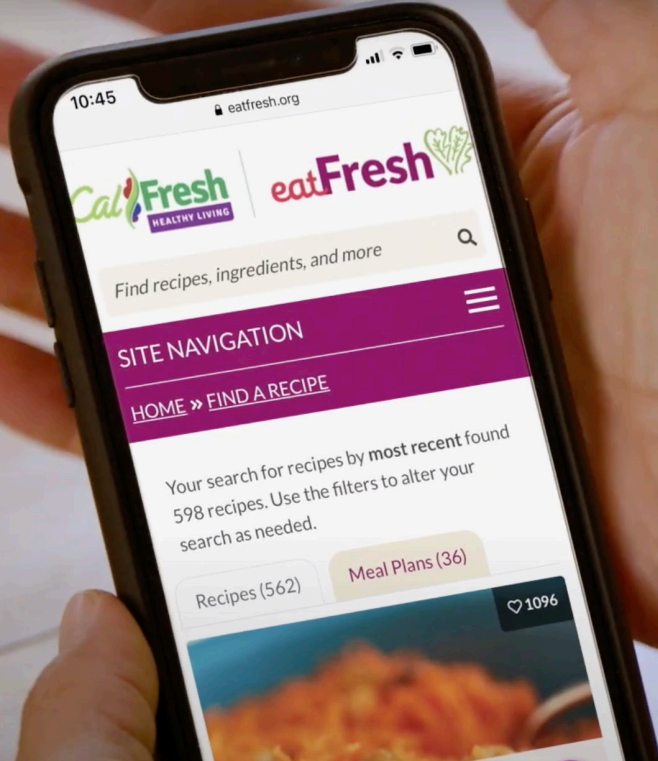 10:45
eatfresh.org
CalFresh
HEALTHY LIVING
eatFresh
Find recipes, ingredients, and more
SITE NAVIGATION
HOME » FIND A RECIPE
Your search for recipes by most recent found
598 recipes. Use the filters to alter your
search as needed.
Recipes (562)
Meal Plans (36)
1096